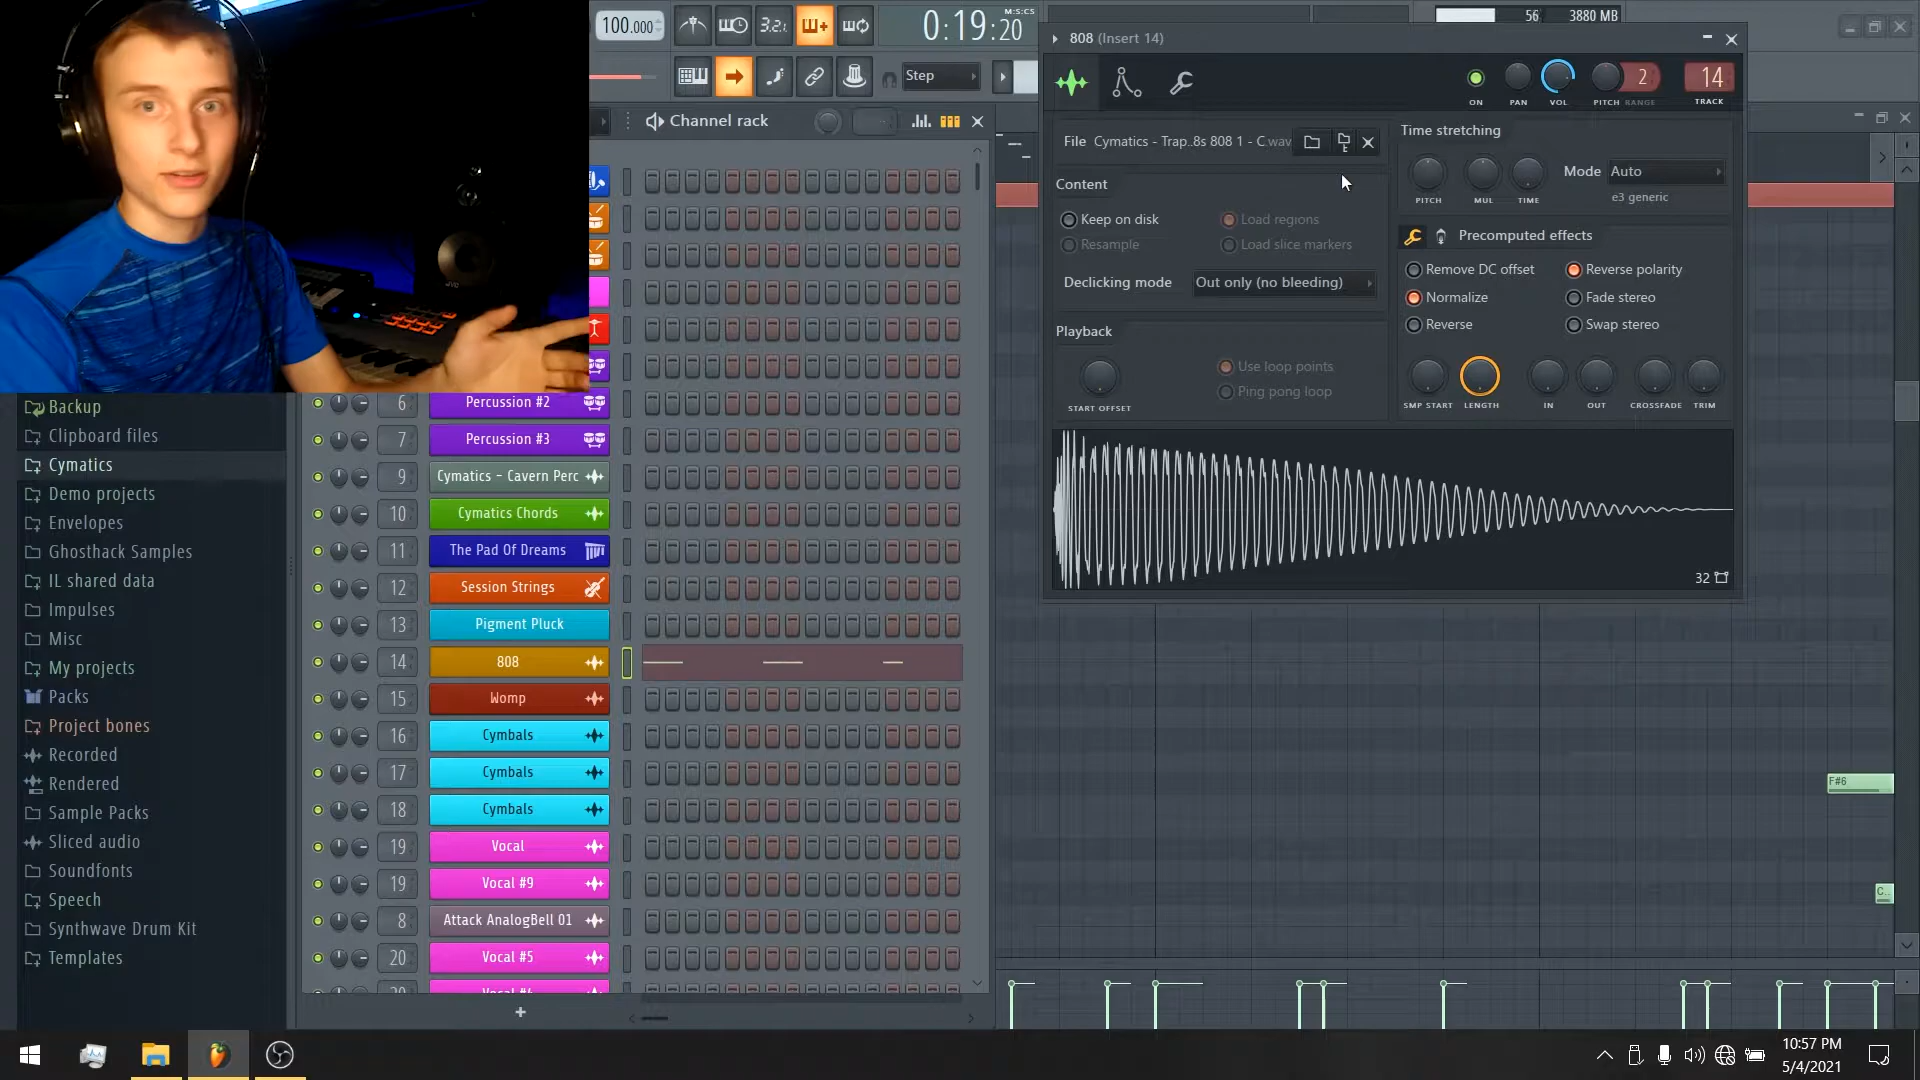 100.000
3.2.
0:19:20
M:S:CS
56
3880 MB
Step
Channel rack
808 (Insert 14)
ON
PAN
VOL
PITCH
RANGE
2
14
TRACK
File
Cymatics - Trap..8s 808 1 - C.wav
Content
Keep on disk
Load regions
Resample
Load slice markers
Declicking mode
Out only (no bleeding)
Playback
START OFFSET
Use loop points
Ping pong loop
Time stretching
PITCH
MUL
TIME
Mode
Auto
e3 generic
Precomputed effects
Remove DC offset
Reverse polarity
Normalize
Fade stereo
Reverse
Swap stereo
SMP START
LENGTH
IN
OUT
CROSSFADE
TRIM
32
Backup
Clipboard files
Cymatics
Demo projects
Envelopes
Ghosthack Samples
IL shared data
Impulses
Misc
My projects
Packs
Project bones
Recorded
Rendered
Sample Packs
Sliced audio
Soundfonts
Speech
Synthwave Drum Kit
Templates
6 Percussion #2
7 Percussion #3
9 Cymatics - Cavern Perc
10 Cymatics Chords
11 The Pad Of Dreams
12 Session Strings
13 Pigment Pluck
14 808
15 Womp
16 Cymbals
17 Cymbals
18 Cymbals
19 Vocal
19 Vocal #9
8 Attack AnalogBell 01
20 Vocal #5
F#6
C..
10:57 PM
5/4/2021